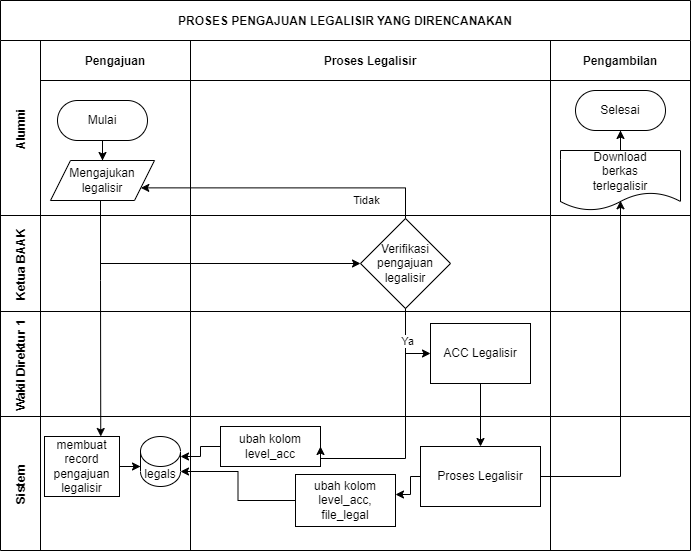 PROSES PENGAJUAN LEGALISIR YANG DIRENCANAKAN
Pengajuan
Proses Legalisir
Pengambilan
Alumni
Mulai
Mengajukan
legalisir
Tidak
Selesai
Download
berkas
terlegalisir
Ketua BAAK
Verifikasi
pengajuan
legalisir
Wakil Direktur 1
Ya
ACC Legalisir
Sistem
membuat
record
pengajuan
legalisir
legals
ubah kolom
level_acc
ubah kolom
level_acc,
file_legal
Proses Legalisir